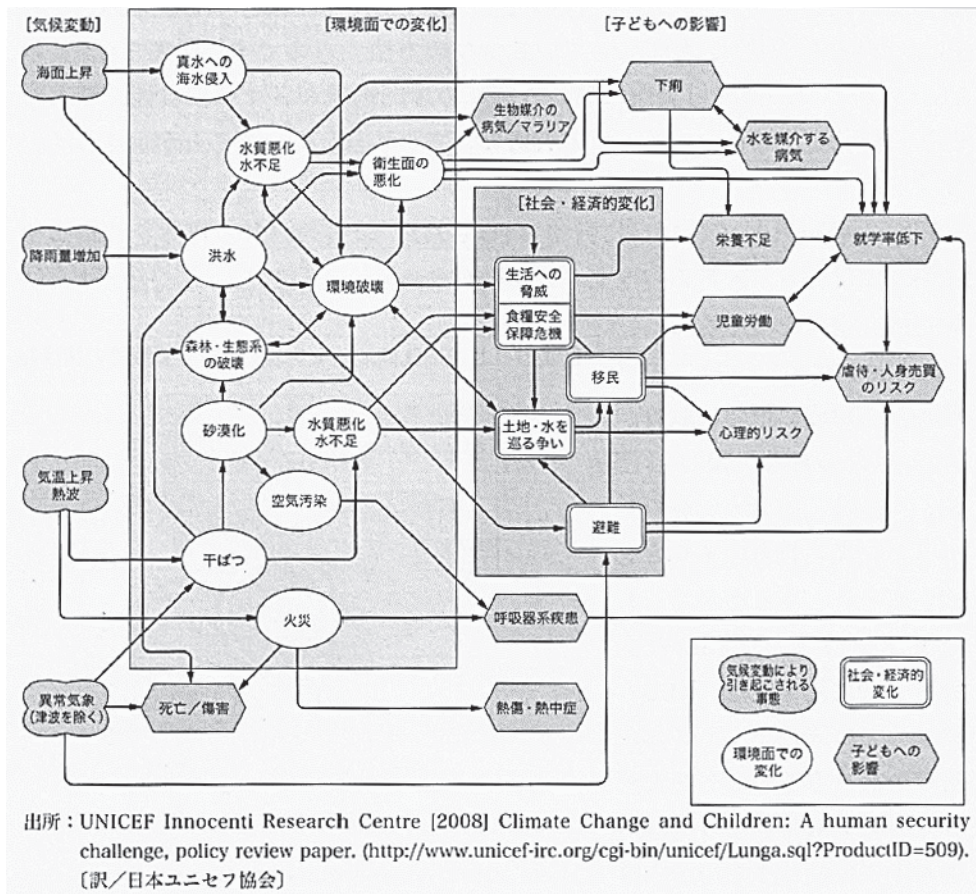 [気候変動]
[環境面での変化]
[子どもへの影響]
海面上昇
真水への
海水侵入
下痢
生物媒介の
病気／マラリア
水質悪化
水不足
衛生面の
悪化
水を媒介する
病気
[社会・経済的変化]
降雨量増加
洪水
環境破壊
生活への
脅威
食糧安全
保障危機
栄養不足
就学率低下
児童労働
森林・生態系
の破壊
移民
虐待・人身売買
のリスク
砂漠化
水質悪化
水不足
土地・水を
巡る争い
心理的リスク
気温上昇
熱波
空気汚染
避難
干ばつ
火災
呼吸器系疾患
異常気象
(津波を除く)
死亡／傷害
熱傷・熱中症
気候変動により
引き起こされる
事態
社会・経済的
変化
環境面での
変化
子どもへの
影響
出所：UNICEF Innocenti Research Centre [2008] Climate Change and Children: A human security
challenge, policy review paper. (http://www.unicef-irc.org/cgi-bin/unicef/Lunga.sql?ProductID=509).
〔訳／日本ユニセフ協会〕